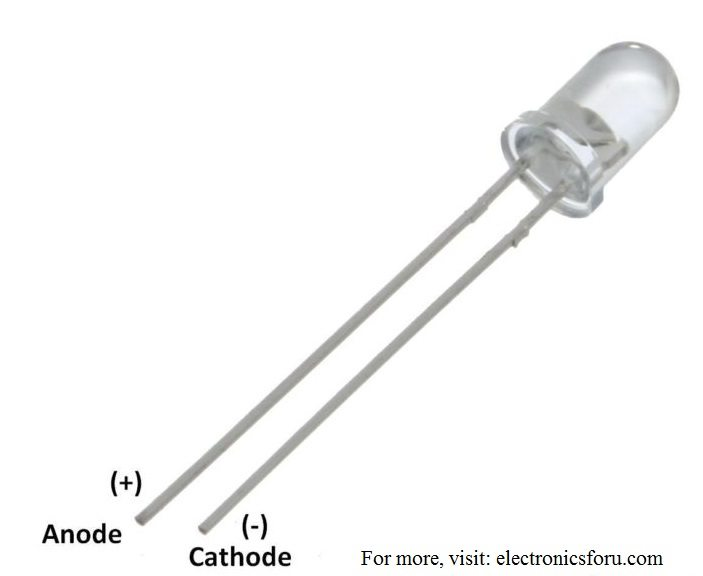 (+)
Anode
(-)
Cathode
For more, visit: electronicsforu.com